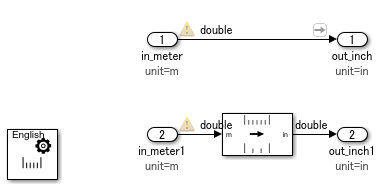 1 double 1
in_meter out_inch
unit=m unit=in
English
2 double m in double 2
in_meter1 out_inch1
unit=m unit=in